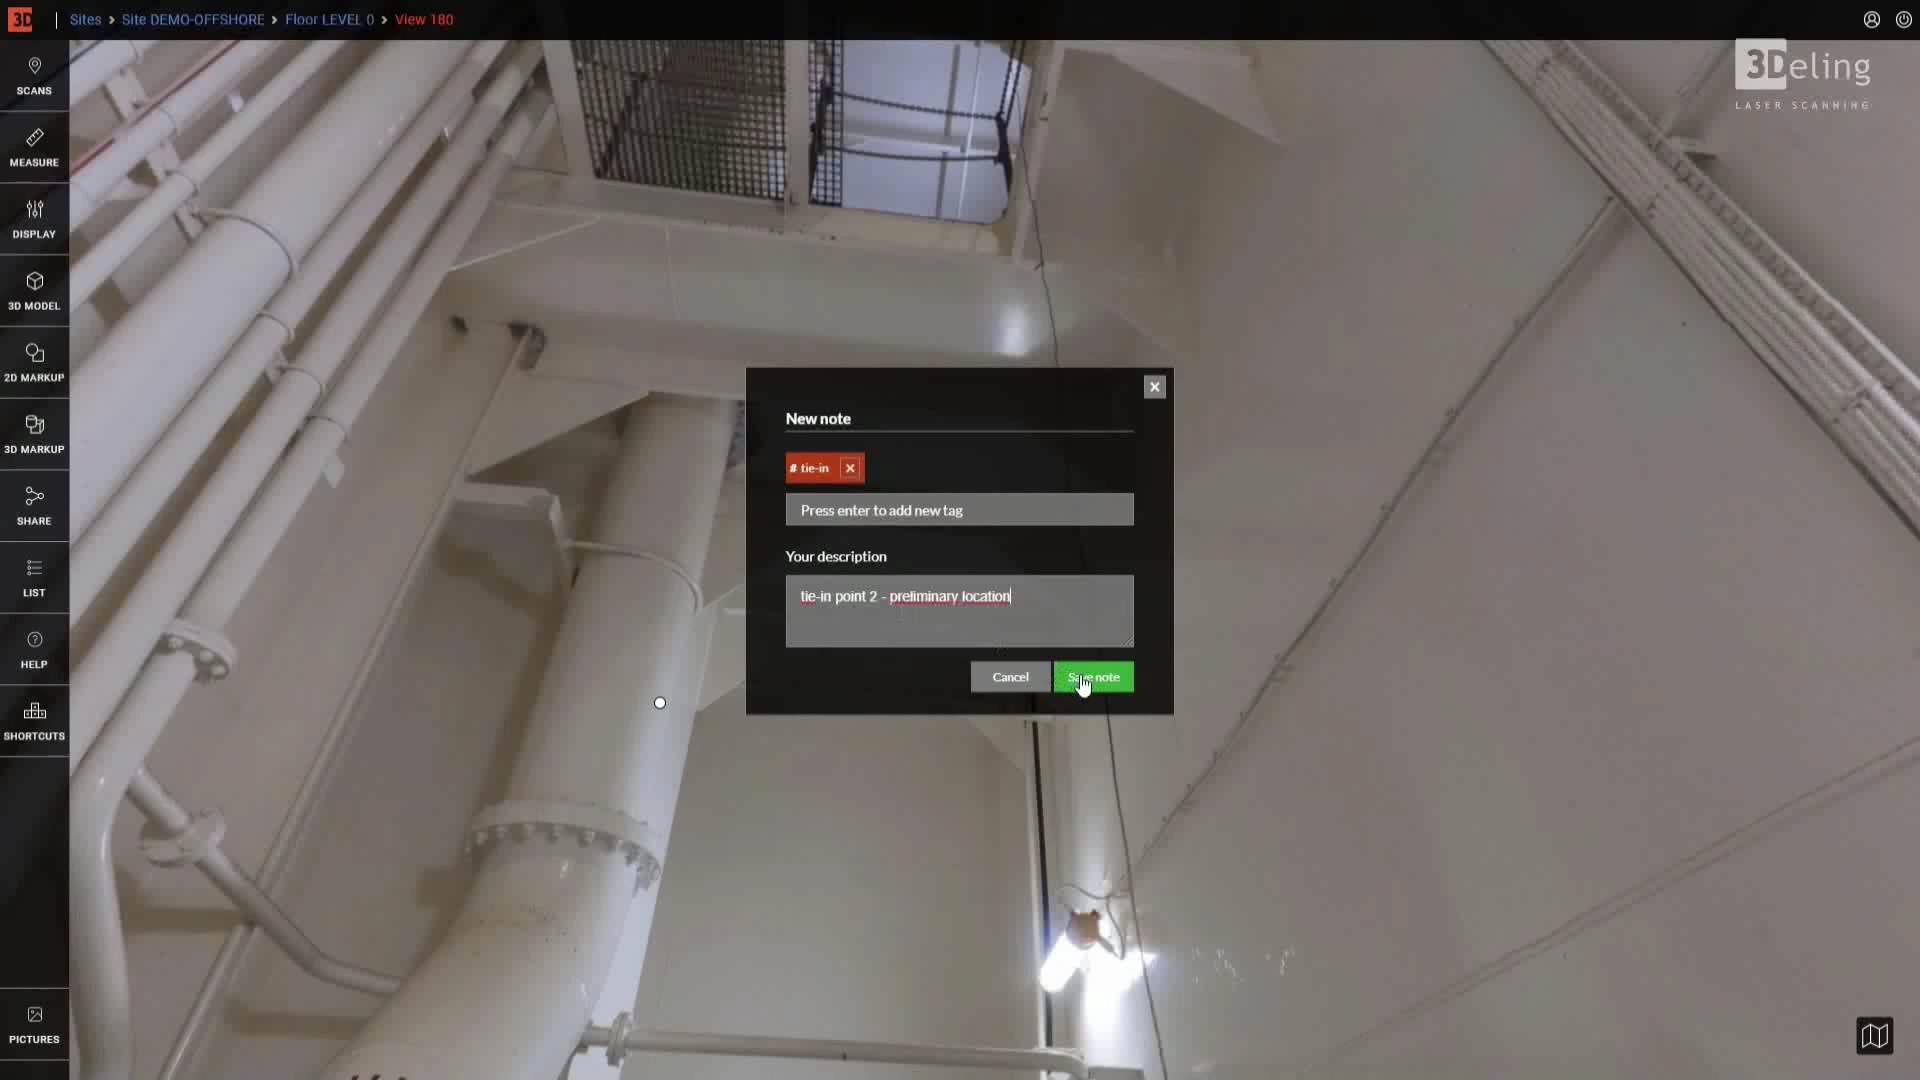 3D
Sites > Site DEMO-OFFSHORE > Floor LEVEL 0 > View 180
3Deling
LASER SCANNING
SCANS
MEASURE
DISPLAY
3D MODEL
2D MARKUP
3D MARKUP
SHARE
LIST
HELP
SHORTCUTS
PICTURES
New note
# tie-in
Press enter to add new tag
Your description
tie-in point 2 - preliminary location
Cancel
Save note